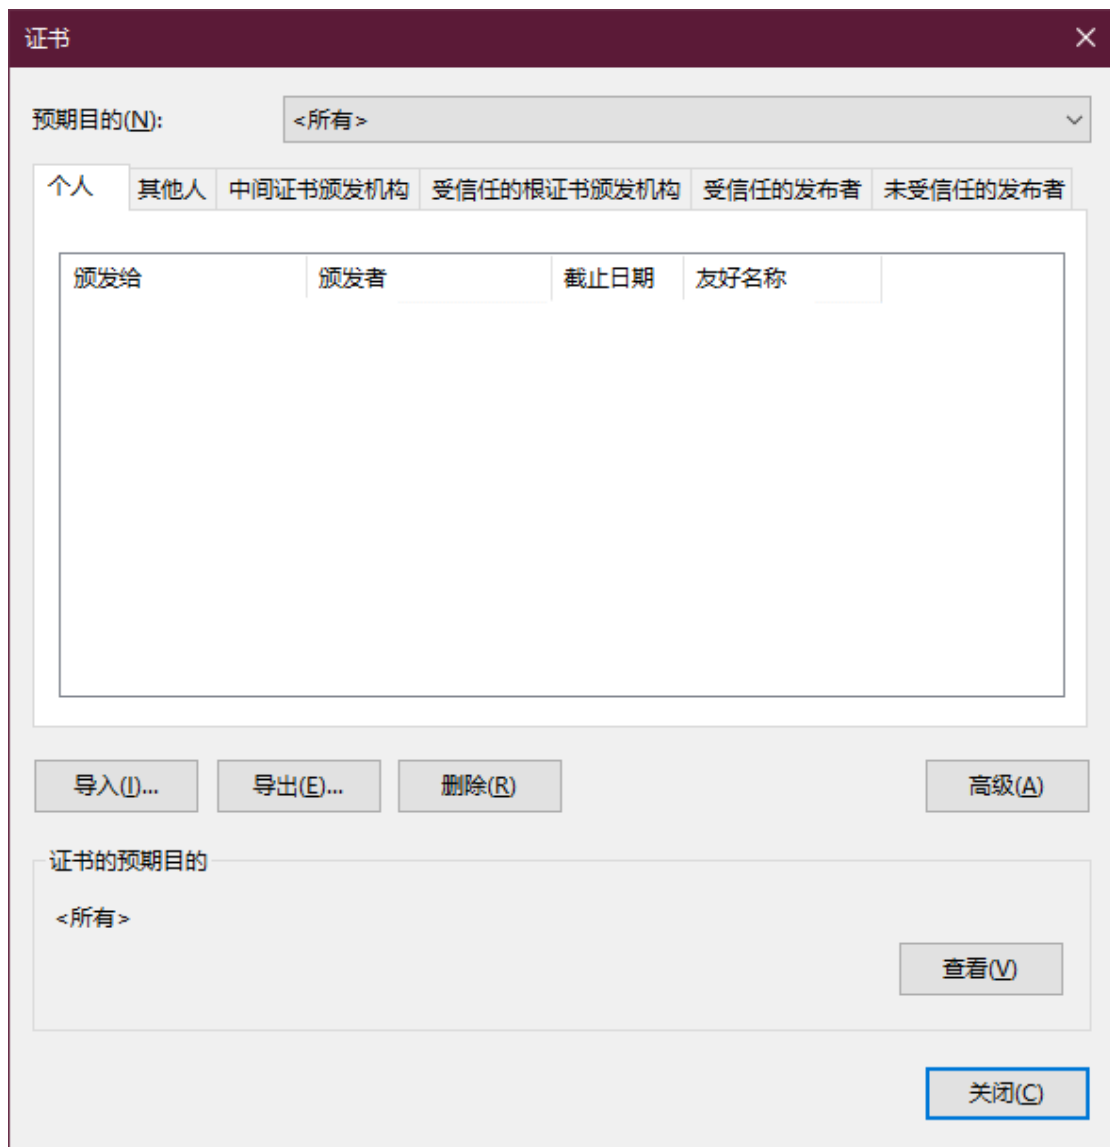 证书
预期目的(N): <所有>
个人 其他人 中间证书颁发机构 受信任的根证书颁发机构 受信任的发布者 未受信任的发布者
颁发给 颁发者 截止日期 友好名称
导入(I)... 导出(E)... 删除(R) 高级(A)
证书的预期目的
<所有>
查看(V)
关闭(C)